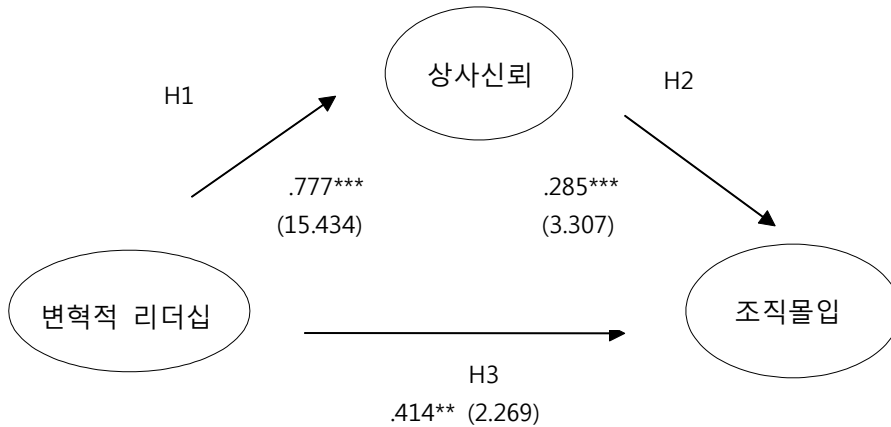 상사신뢰
H1
H2
.777***
(15.434)
.285***
(3.307)
변혁적 리더십
조직몰입
H3
.414** (2.269)